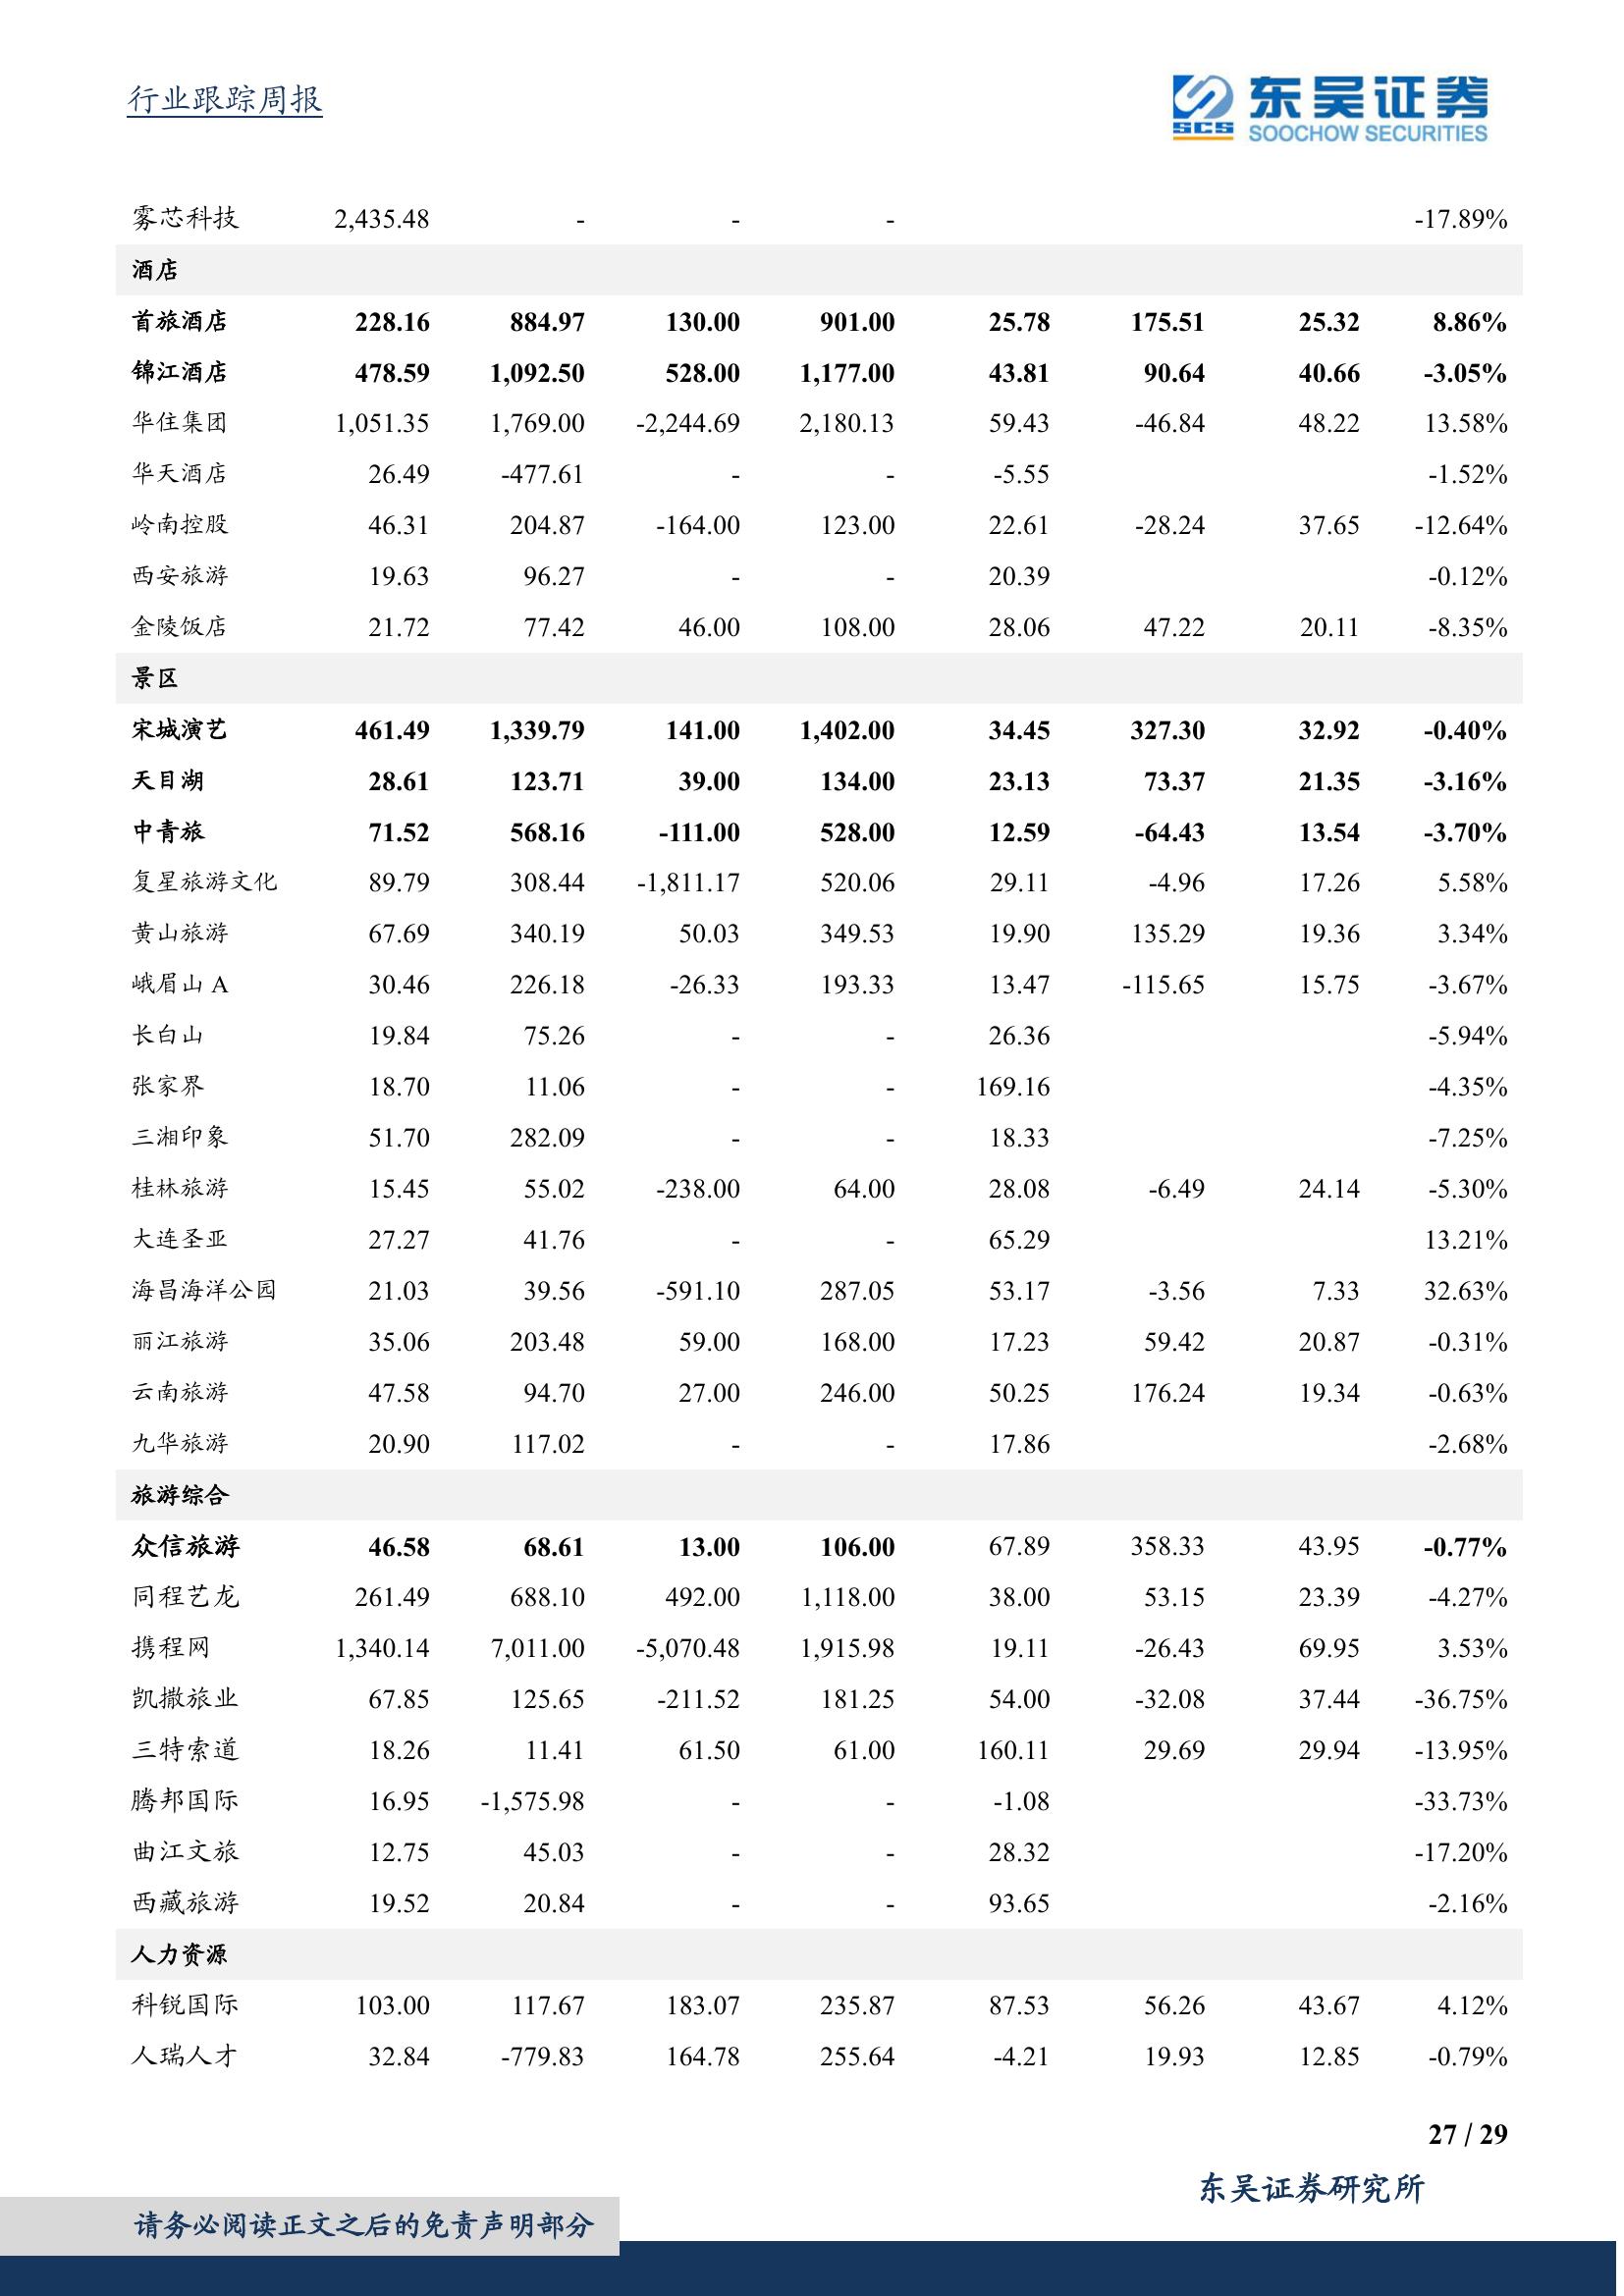 行业跟踪周报
SCS 东吴证券
SOOCHOW SECURITIES
雾芯科技 2,435.48 - - - -17.89%
酒店
首旅酒店 228.16 884.97 130.00 901.00 25.78 175.51 25.32 8.86%
锦江酒店 478.59 1,092.50 528.00 1,177.00 43.81 90.64 40.66 -3.05%
华住集团 1,051.35 1,769.00 -2,244.69 2,180.13 59.43 -46.84 48.22 13.58%
华天酒店 26.49 -477.61 - - -5.55 -1.52%
岭南控股 46.31 204.87 -164.00 123.00 22.61 -28.24 37.65 -12.64%
西安旅游 19.63 96.27 - - 20.39 -0.12%
金陵饭店 21.72 77.42 46.00 108.00 28.06 47.22 20.11 -8.35%
景区
宋城演艺 461.49 1,339.79 141.00 1,402.00 34.45 327.30 32.92 -0.40%
天目湖 28.61 123.71 39.00 134.00 23.13 73.37 21.35 -3.16%
中青旅 71.52 568.16 -111.00 528.00 12.59 -64.43 13.54 -3.70%
复星旅游文化 89.79 308.44 -1,811.17 520.06 29.11 -4.96 17.26 5.58%
黄山旅游 67.69 340.19 50.03 349.53 19.90 135.29 19.36 3.34%
峨眉山 A 30.46 226.18 -26.33 193.33 13.47 -115.65 15.75 -3.67%
长白山 19.84 75.26 - - 26.36 -5.94%
张家界 18.70 11.06 - - 169.16 -4.35%
三湘印象 51.70 282.09 - - 18.33 -7.25%
桂林旅游 15.45 55.02 -238.00 64.00 28.08 -6.49 24.14 -5.30%
大连圣亚 27.27 41.76 - - 65.29 13.21%
海昌海洋公园 21.03 39.56 -591.10 287.05 53.17 -3.56 7.33 32.63%
丽江旅游 35.06 203.48 59.00 168.00 17.23 59.42 20.87 -0.31%
云南旅游 47.58 94.70 27.00 246.00 50.25 176.24 19.34 -0.63%
九华旅游 20.90 117.02 - - 17.86 -2.68%
旅游综合
众信旅游 46.58 68.61 13.00 106.00 67.89 358.33 43.95 -0.77%
同程艺龙 261.49 688.10 492.00 1,118.00 38.00 53.15 23.39 -4.27%
携程网 1,340.14 7,011.00 -5,070.48 1,915.98 19.11 -26.43 69.95 3.53%
凯撒旅业 67.85 125.65 -211.52 181.25 54.00 -32.08 37.44 -36.75%
三特索道 18.26 11.41 61.50 61.00 160.11 29.69 29.94 -13.95%
腾邦国际 16.95 -1,575.98 - - -1.08 -33.73%
曲江文旅 12.75 45.03 - - 28.32 -17.20%
西藏旅游 19.52 20.84 - - 93.65 -2.16%
人力资源
科锐国际 103.00 117.67 183.07 235.87 87.53 56.26 43.67 4.12%
人瑞人才 32.84 -779.83 164.78 255.64 -4.21 19.93 12.85 -0.79%
27 / 29
东吴证券研究所
请务必阅读正文之后的免责声明部分